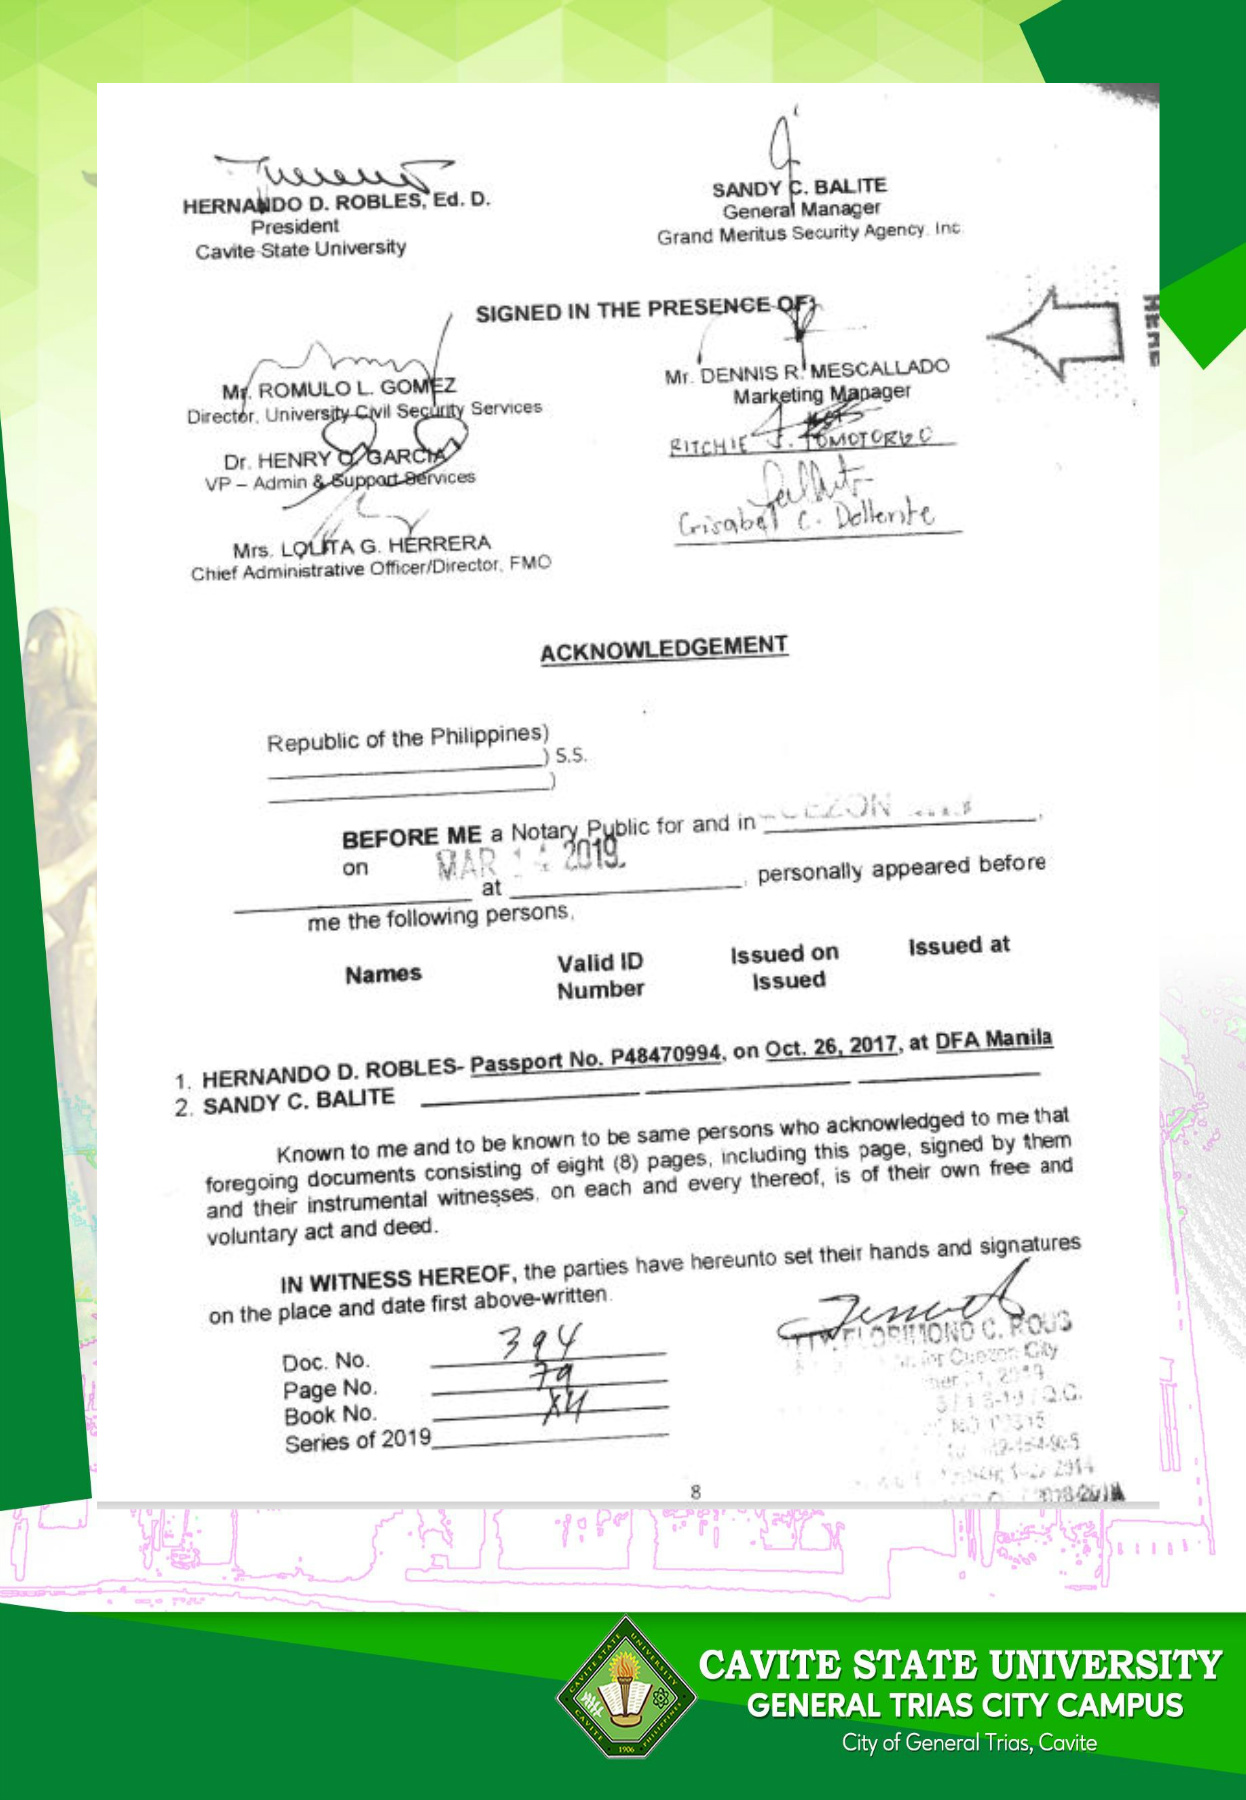 HERNANDO D. ROBLES, Ed. D.
President
Cavite State University
SANDY C. BALITE
General Manager
Grand Meritus Security Agency, Inc.
SIGNED IN THE PRESENCE OF:
HERE
Mr. ROMULO L. GOMEZ
Director, University Civil Security Services
Dr. HENRY O. GARCIA
VP – Admin & Support Services
Mrs. LOLITA G. HERRERA
Chief Administrative Officer/Director, FMO
Mr. DENNIS R. MESCALLADO
Marketing Manager
RITCHIE J.
Crisabel C. Dellerite
ACKNOWLEDGEMENT
Republic of the Philippines)
) S.S.
)
BEFORE ME a Notary Public for and in
on MAR 14 2019
at , personally appeared before
me the following persons,
Names Valid ID Number Issued on Issued Issued at
1. HERNANDO D. ROBLES- Passport No. P48470994, on Oct. 26, 2017, at DFA Manila
2. SANDY C. BALITE
Known to me and to be known to be same persons who acknowledged to me that
foregoing documents consisting of eight (8) pages, including this page, signed by them
and their instrumental witnesses, on each and every thereof, is of their own free and
voluntary act and deed.
IN WITNESS HEREOF, the parties have hereunto set their hands and signatures
on the place and date first above-written.
Doc. No. 394
Page No. 79
Book No.
Series of 2019
8
CAVITE STATE UNIVERSITY
GENERAL TRIAS CITY CAMPUS
City of General Trias, Cavite
CAVITE STATE UNIVERSITY
CAVITE PHILIPPINES
1906